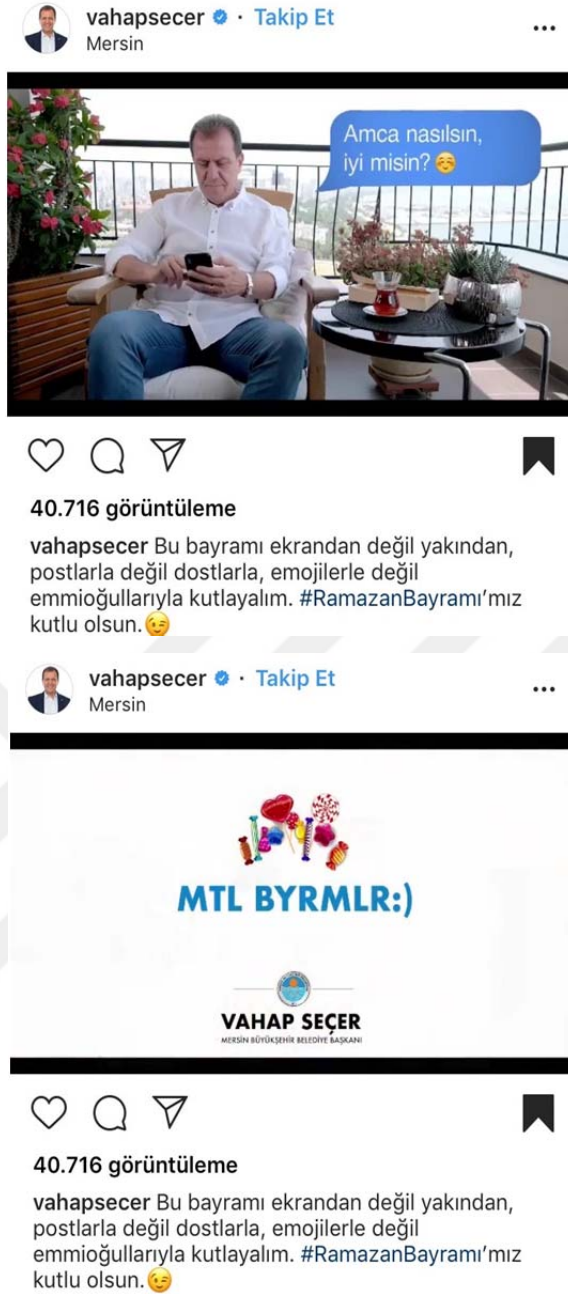 vahapsecer · Takip Et
Mersin
Amca nasılsın,
iyi misin? ☺️
40.716 görüntüleme
vahapsecer Bu bayramı ekrandan değil yakından,
postlarla değil dostlarla, emojilerle değil
emmioğullarıyla kutlayalım. #RamazanBayramı'mız
kutlu olsun.😉
vahapsecer · Takip Et
Mersin
MTL BYRMLR:)
VAHAP SEÇER
MERSİN BÜYÜKŞEHİR BELEDİYE BAŞKANI
40.716 görüntüleme
vahapsecer Bu bayramı ekrandan değil yakından,
postlarla değil dostlarla, emojilerle değil
emmioğullarıyla kutlayalım. #RamazanBayramı'mız
kutlu olsun.😉